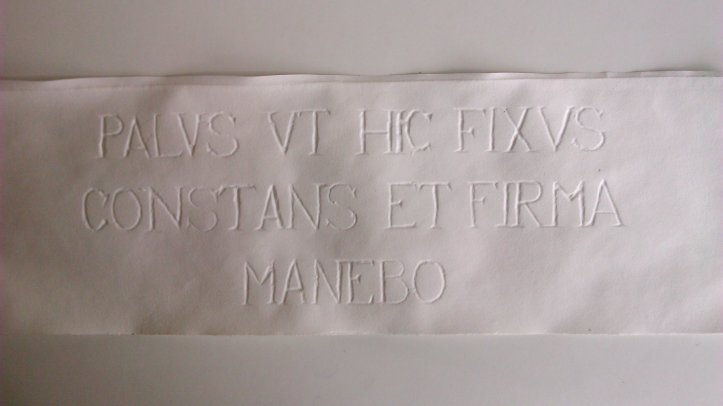 PALVS VT HIC FIXVS
CONSTANS ET FIRMA
MANEBO